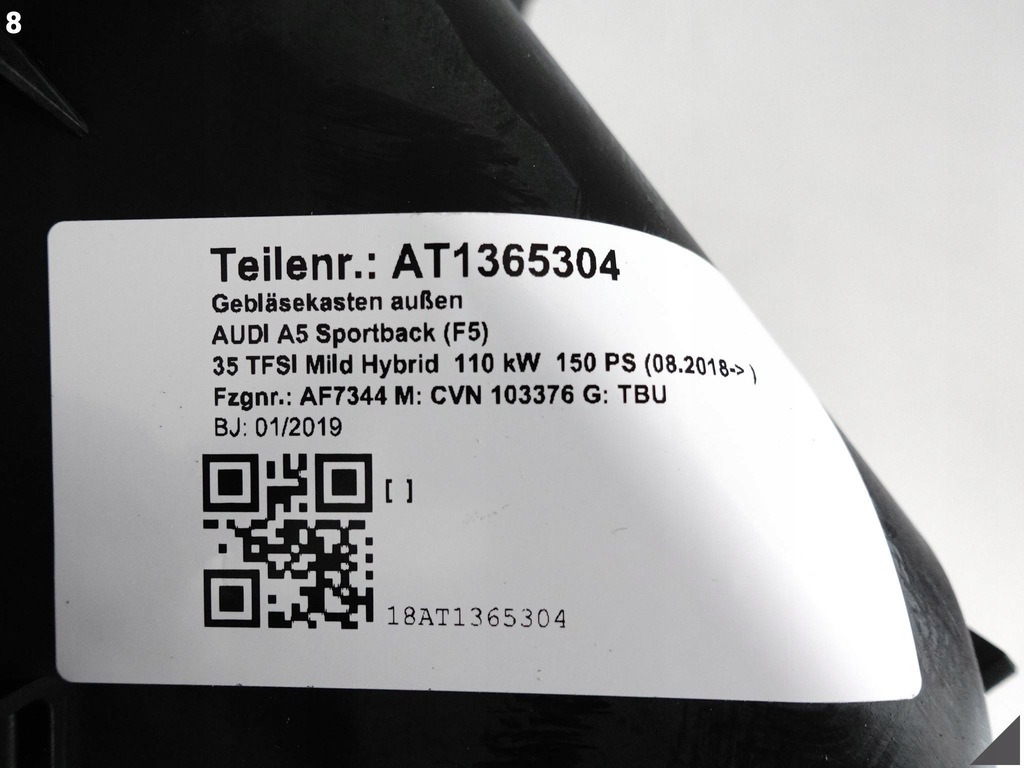 8
Teilenr.: AT1365304
Gebläsekasten außen
AUDI A5 Sportback (F5)
35 TFSI Mild Hybrid 110 kW 150 PS (08.2018-> )
Fzgnr.: AF7344 M: CVN 103376 G: TBU
BJ: 01/2019
[ ]
18AT1365304